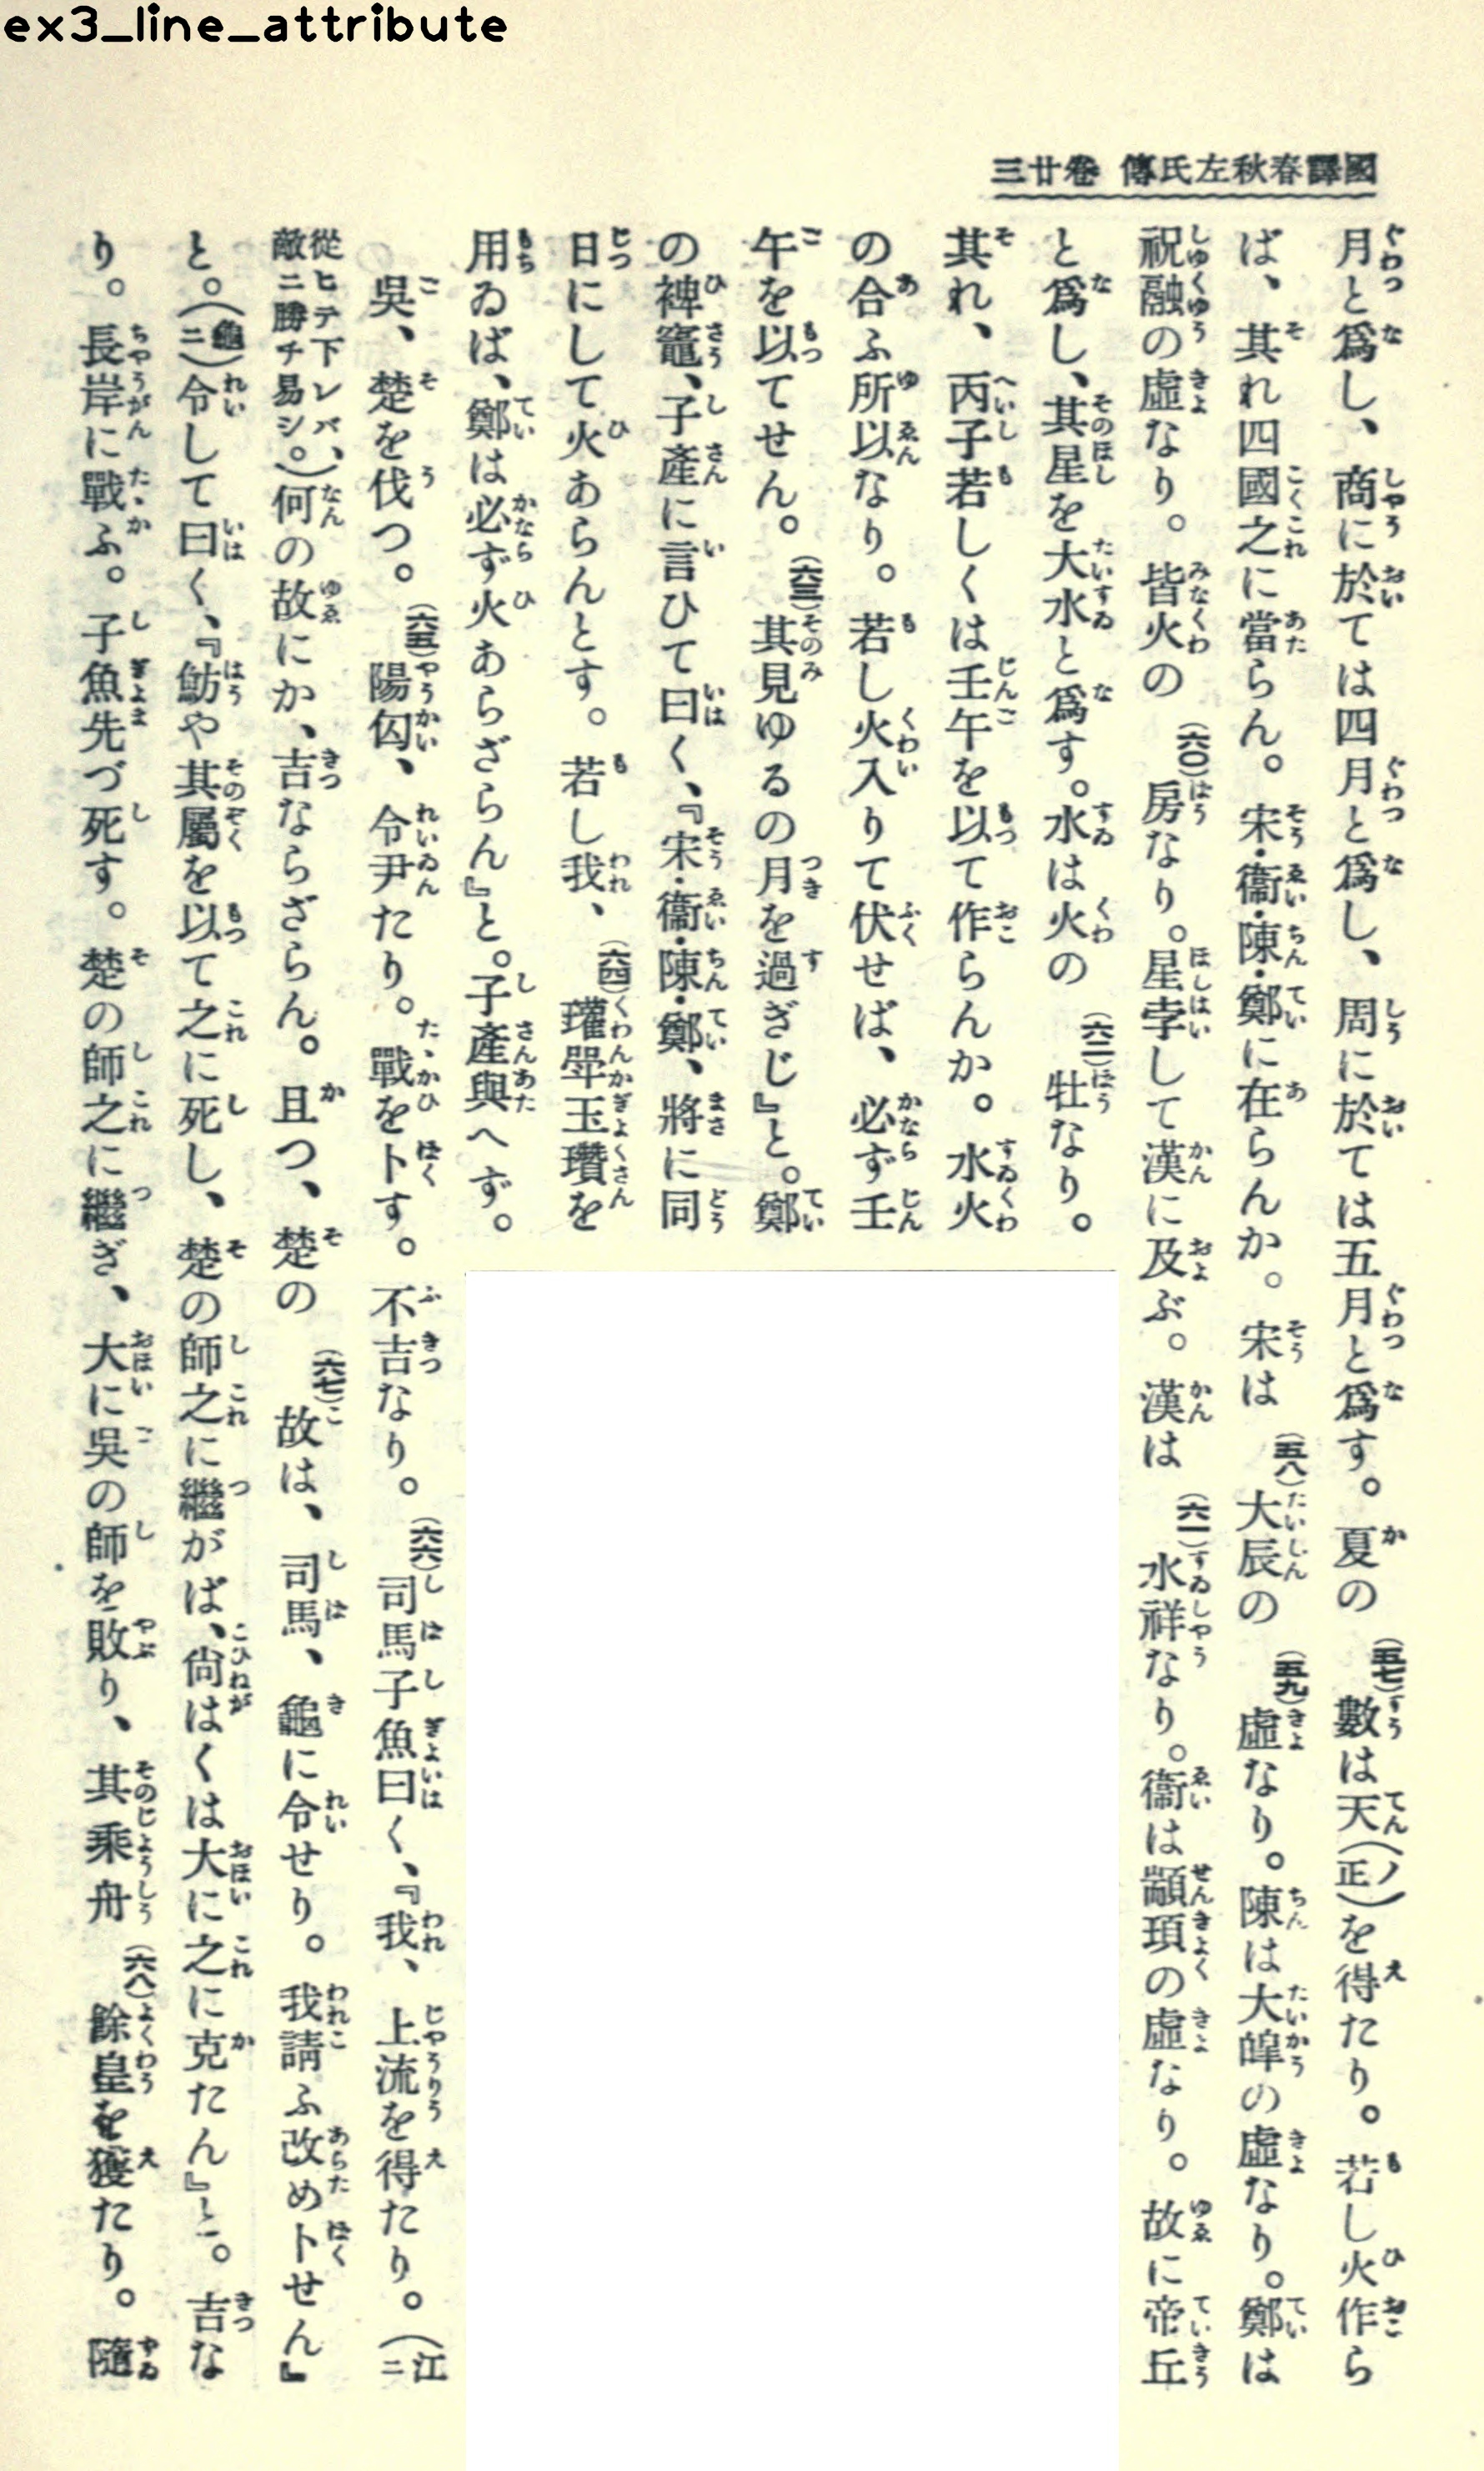 ex3_line_attribute
國譯春秋左氏傳 卷廿三
月と爲し、商に於ては四月と爲し、周に於ては五月と爲す。夏の(五七)數は天(ノ正)を得たり。若し火作ら
ば、其れ四國之に當らん。宋・衞・陳・鄭に在らんか。宋は(五八)大辰の(五九)虛なり。陳は大皥の虛なり。鄭は
祝融の虛なり。皆火の(六〇)房なり。星孛して漢に及ぶ。漢は(六一)水祥なり。衞は顓頊の虛なり。故に帝丘
と爲し、其星を大水と爲す。水は火の(六二)牡なり。
其れ、丙子若しくは壬午を以て作らんか。水火
の合ふ所以なり。若し火入りて伏せば、必ず壬
午を以てせん。(六三)其見ゆるの月を過ぎじ』と。鄭
の裨竈、子產に言ひて曰く、『宋・衞・陳・鄭、將に同
日にして火あらんとす。若し我、(六四)瓘斝玉瓚を
用ゐば、鄭は必ず火あらざらん』と。子產與へず。
吳、楚を伐つ。(六五)陽匃、令尹たり。戰をト す。不吉なり。(六六)司馬子魚曰く、『我、上流を得たり。(江ニ
從ヒテ下レバ、敵ニ勝チ易シ。)何の故にか、吉ならざらん。且つ、楚の(六七)故は、司馬、龜に令せり。我請ふ改め卜せん』
と。(龜ニ)令して曰く、『魴や其屬を以て之に死し、楚の師之に繼がば、尙はくは大に之に克たん』と。吉な
り。長岸に戰ふ。子魚先づ死す。楚の師之に繼ぎ、大に吳の師を敗り、其乘舟(六八)餘皇を獲たり。隨